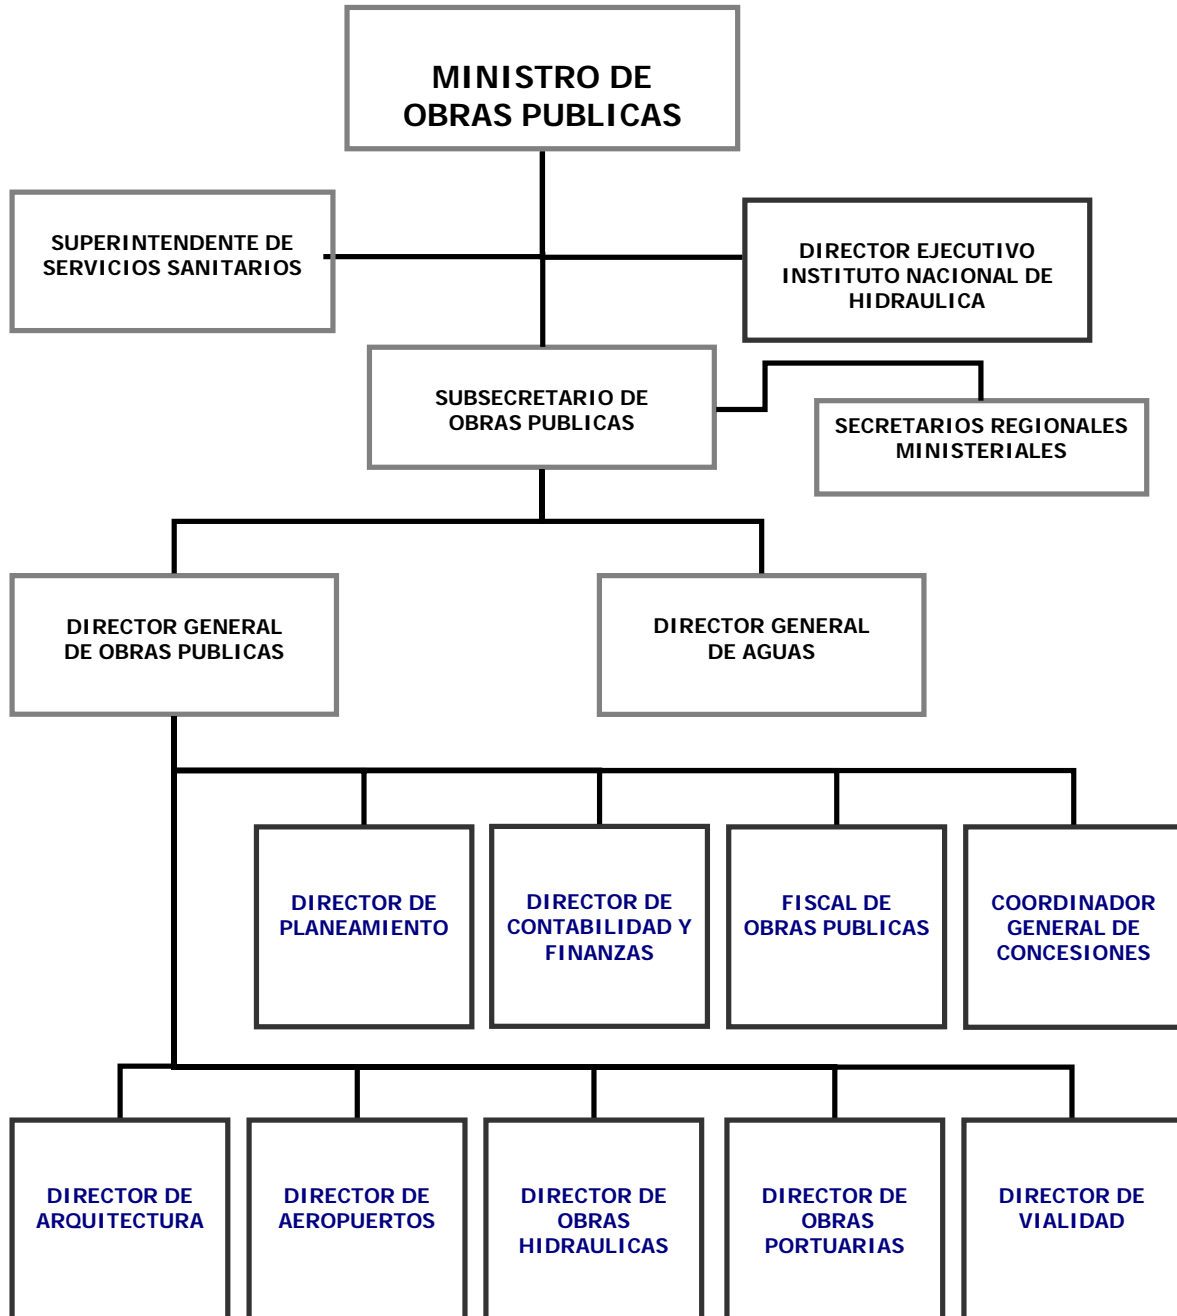 MINISTRO DE
OBRAS PUBLICAS
SUPERINTENDENTE DE
SERVICIOS SANITARIOS
DIRECTOR EJECUTIVO
INSTITUTO NACIONAL DE
HIDRAULICA
SUBSECRETARIO DE
OBRAS PUBLICAS
SECRETARIOS REGIONALES
MINISTERIALES
DIRECTOR GENERAL
DE OBRAS PUBLICAS
DIRECTOR GENERAL
DE AGUAS
DIRECTOR DE
PLANEAMIENTO
DIRECTOR DE
CONTABILIDAD Y
FINANZAS
FISCAL DE
OBRAS PUBLICAS
COORDINADOR
GENERAL DE
CONCESIONES
DIRECTOR DE
ARQUITECTURA
DIRECTOR DE
AEROPUERTOS
DIRECTOR DE
OBRAS
HIDRAULICAS
DIRECTOR DE
OBRAS
PORTUARIAS
DIRECTOR DE
VIALIDAD